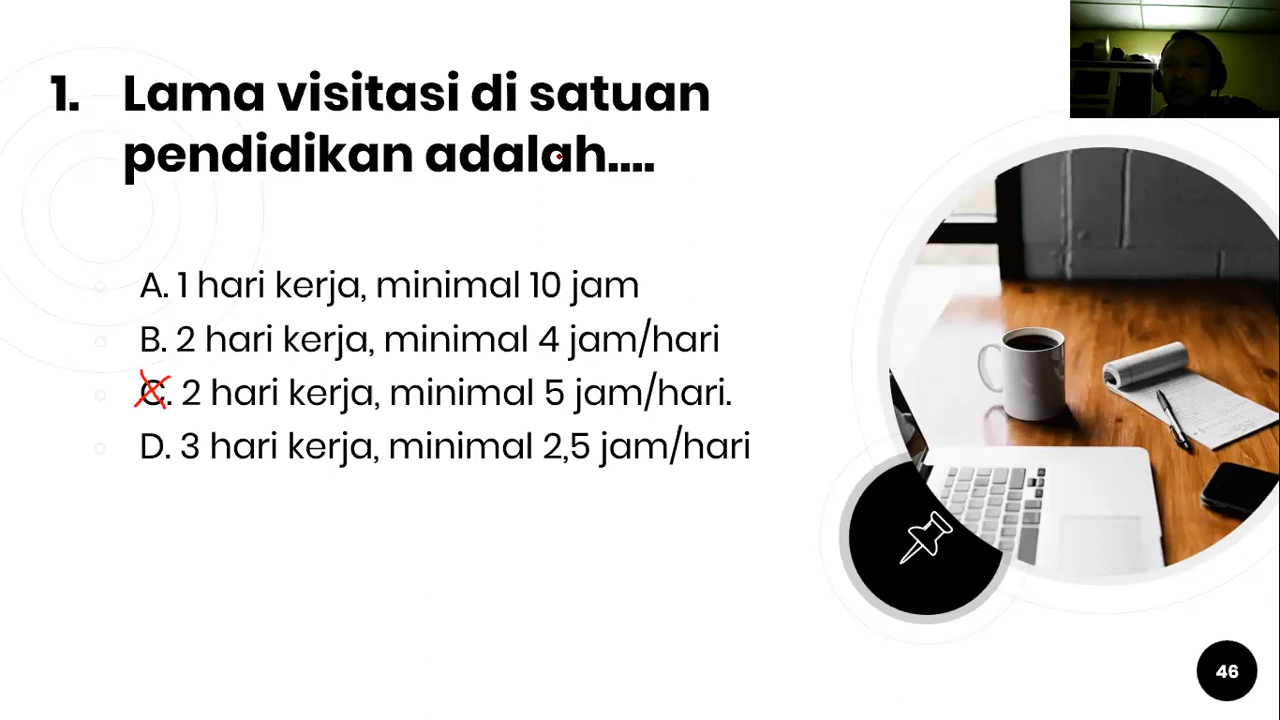 1. Lama visitasi di satuan
pendidikan adalah....
A. 1 hari kerja, minimal 10 jam
B. 2 hari kerja, minimal 4 jam/hari
C. 2 hari kerja, minimal 5 jam/hari.
D. 3 hari kerja, minimal 2,5 jam/hari
46